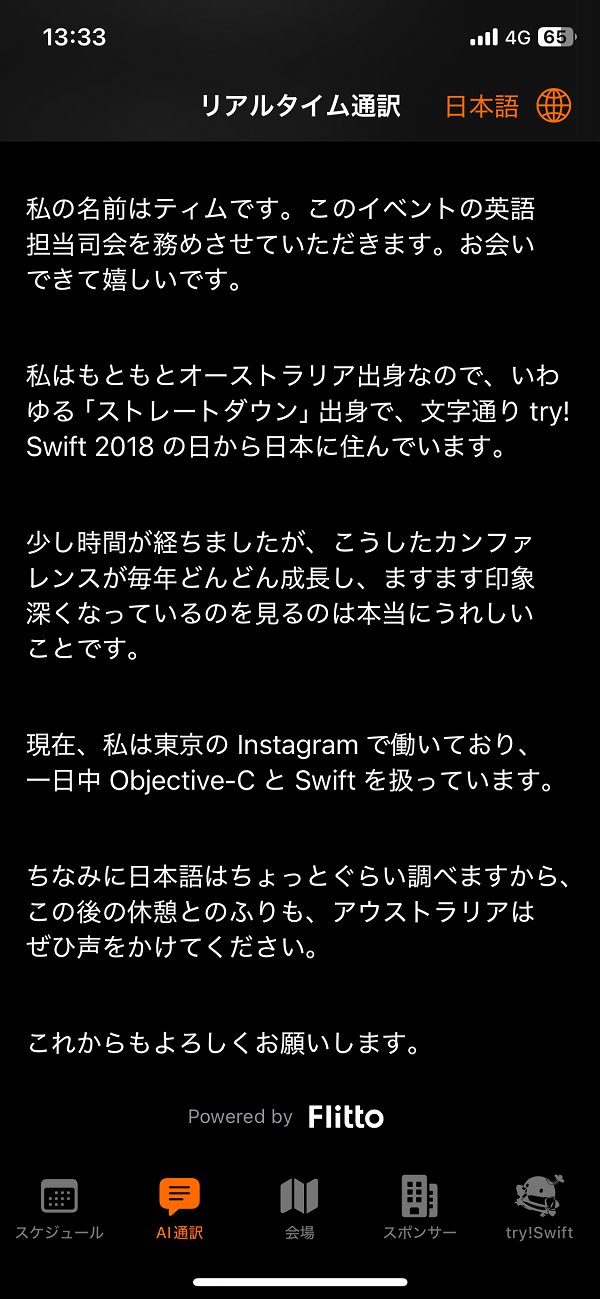 13:33
4G 65
リアルタイム通訳 日本語
私の名前はティムです。このイベントの英語
担当司会を務めさせていただきます。お会い
できて嬉しいです。
私はもともとオーストラリア出身なので、いわ
ゆる「ストレートダウン」出身で、文字通り try!
Swift 2018 の日から日本に住んでいます。
少し時間が経ちましたが、こうしたカンファ
レンスが毎年どんどん成長し、ますます印象
深くなっているのを見るのは本当にうれしい
ことです。
現在、私は東京の Instagram で働いており、
一日中 Objective-C と Swift を扱っています。
ちなみに日本語はちょっとぐらい調べますから、
この後の休憩とのふりも、アウストラリアは
ぜひ声をかけてください。
これからもよろしくお願いします。
Powered by Flitto
スケジュール AI通訳 会場 スポンサー try!Swift